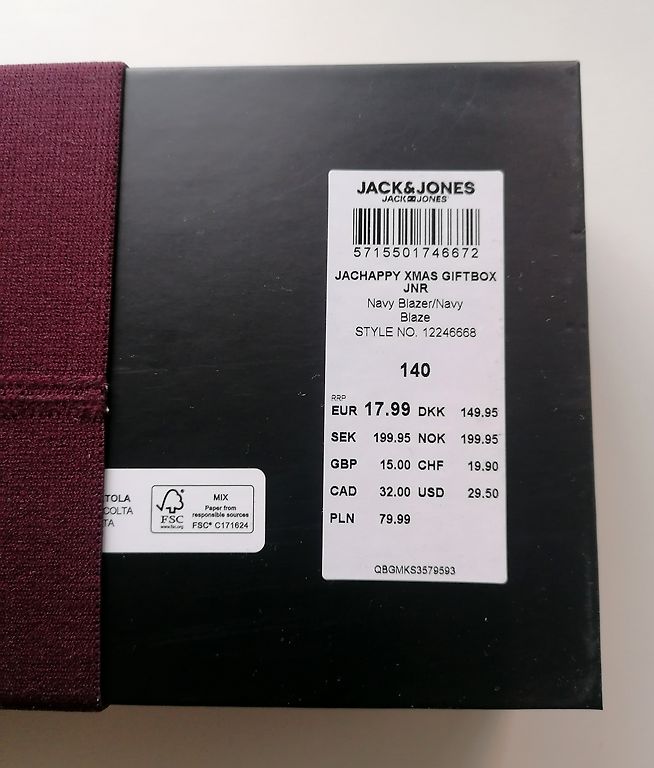 JACK&JONES
JACK & JONES
5715501746672
JACHAPPY XMAS GIFTBOX
JNR
Navy Blazer/Navy
Blaze
STYLE NO. 12246668
140
RRP
EUR 17.99 DKK 149.95
SEK 199.95 NOK 199.95
GBP 15.00 CHF 19.90
CAD 32.00 USD 29.50
PLN 79.99
QBGMKS3579593
TOLA
COLTA
TA
FSC
www.fsc.org
MIX
Paper from
responsible sources
FSC® C171624